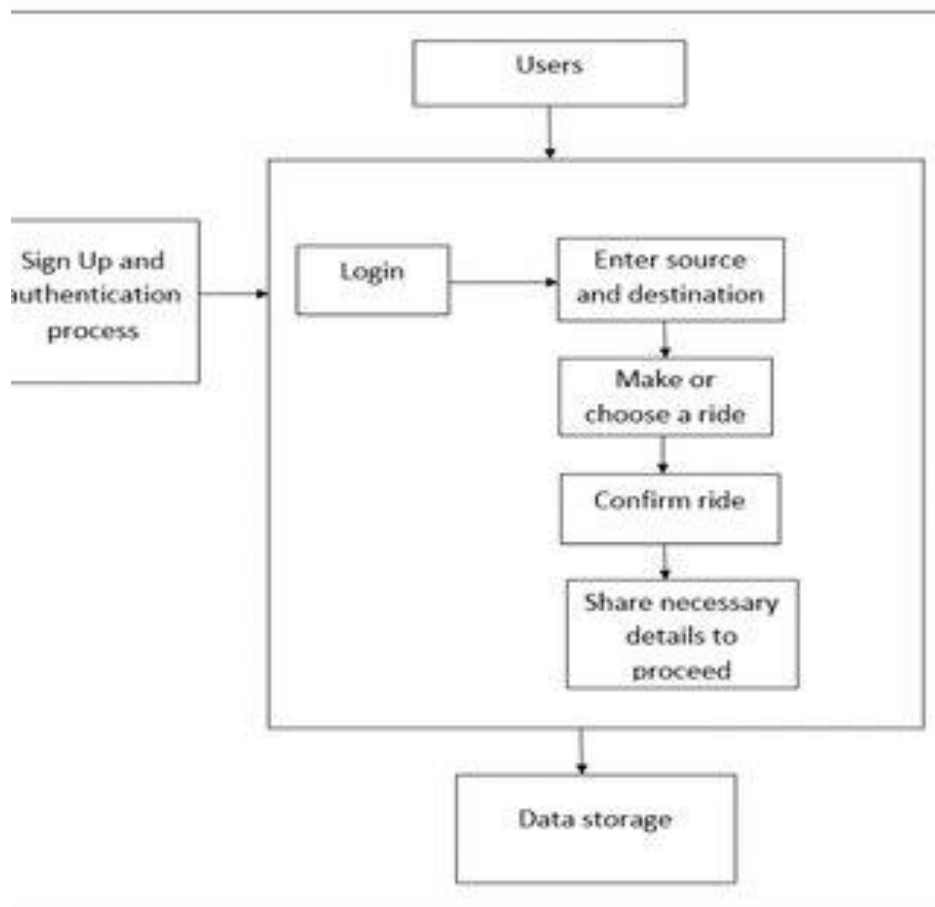 Users
Sign Up and
authentication
process
Login
Enter source
and destination
Make or
choose a ride
Confirm ride
Share necessary
details to
proceed
Data storage